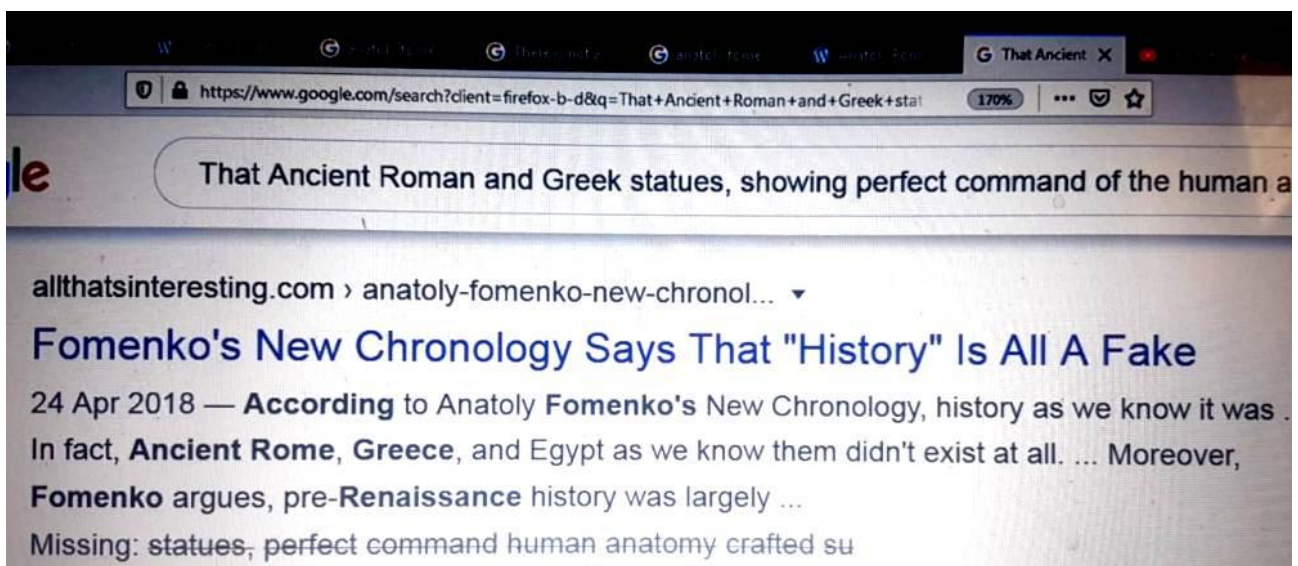 That Ancient
https://www.google.com/search?client=firefox-b-d&q=That+Ancient+Roman+and+Greek+stat
170%
le
That Ancient Roman and Greek statues, showing perfect command of the human a
allthatsinteresting.com › anatoly-fomenko-new-chronol...
Fomenko's New Chronology Says That "History" Is All A Fake
24 Apr 2018 — According to Anatoly Fomenko's New Chronology, history as we know it was .
In fact, Ancient Rome, Greece, and Egypt as we know them didn't exist at all. ... Moreover,
Fomenko argues, pre-Renaissance history was largely ...
Missing: statues, perfect command human anatomy crafted su